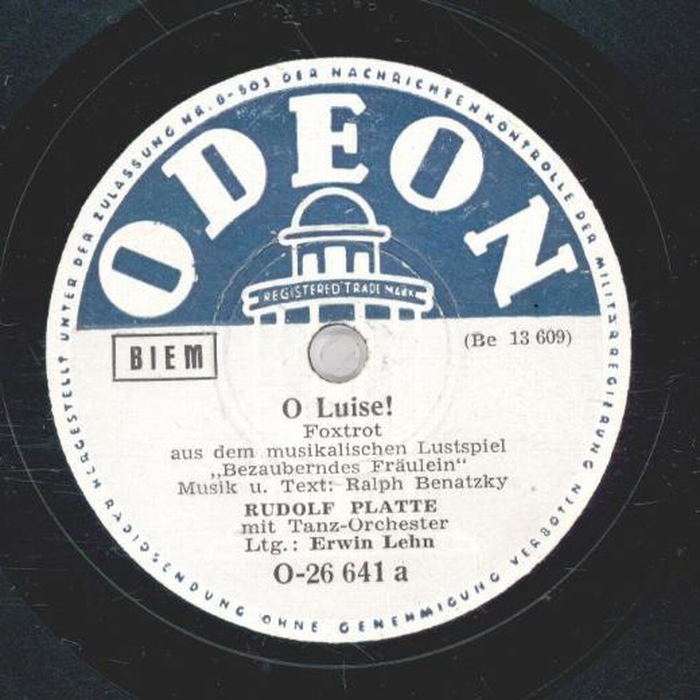 HERGESTELLT UNTER DER ZULASSUNG NR. B-503 DER NACHRICHTENKONTROLLE DER MILITÄRREGIERUNG
ODEON
REGISTERED TRADE MARK
BIEM
(Be 13 609)
O Luise!
Foxtrot
aus dem musikalischen Lustspiel
„Bezauberndes Fräulein“
Musik u. Text: Ralph Benatzky
RUDOLF PLATTE
mit Tanz-Orchester
Ltg.: Erwin Lehn
O-26 641 a
RADIOSENDUNG OHNE GENEHMIGUNG VERBOTEN